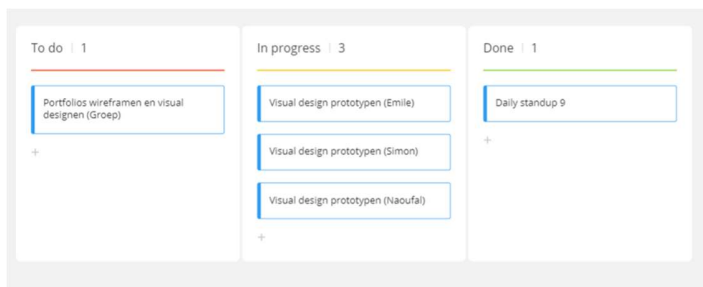 To do | 1
Portfolios wireframen en visual
designen (Groep)
+
In progress | 3
Visual design prototypen (Emile)
Visual design prototypen (Simon)
Visual design prototypen (Naoufal)
+
Done | 1
Daily standup 9
+